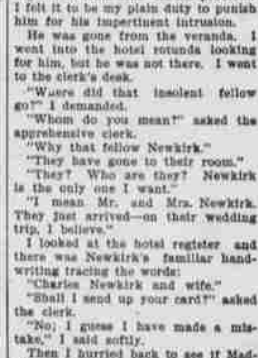 I felt it to be my plain duty to punish
him for his impertinent intrusion.
He was gone from the veranda. I
went into the hotel rotunda looking
for him, but he was not there. I went
to the clerk's desk.
"Where did that insolent fellow
go?" I demanded.
"Whom do you mean?" asked the
apprehensive clerk.
"Why that fellow Newkirk."
"They have gone to their room."
"They? Who are they? Newkirk
is the only one I want."
"I mean Mr. and Mrs. Newkirk.
They just arrived—on their wedding
trip, I believe."
I looked at the hotel register and
there was Newkirk's familiar hand-
writing tracing the words:
"Charles Newkirk and wife."
"Shall I send up your card?" asked
the clerk.
"No; I guess I have made a mis-
take," I said softly.
Then I hurried back to see if Mad-